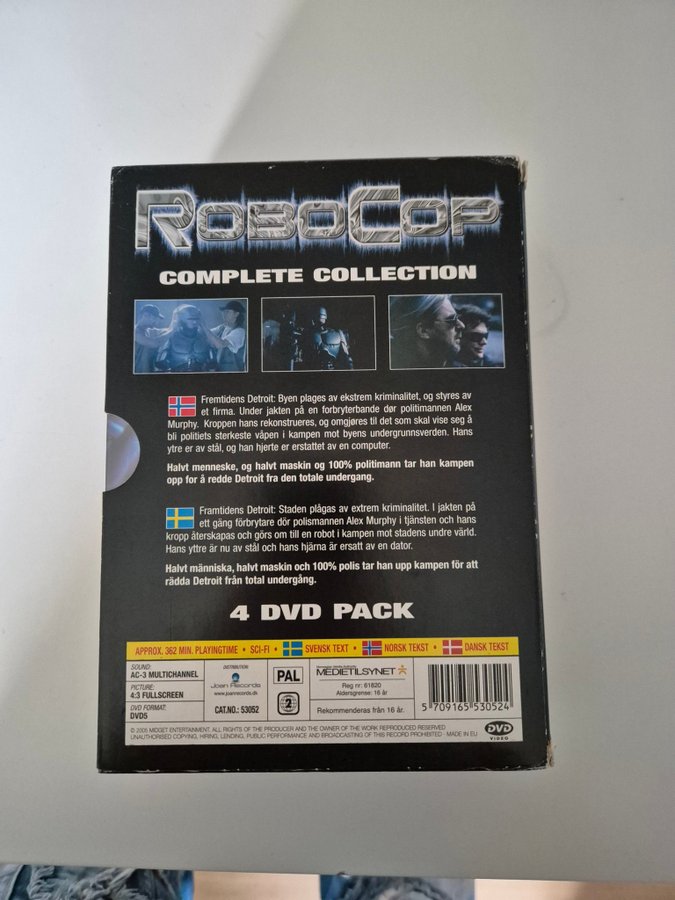 ROBOCOP
COMPLETE COLLECTION
Fremtidens Detroit: Byen plages av ekstrem kriminalitet, og styres av
et firma. Under jakten på en forbryterbande dør politimannen Alex
Murphy. Kroppen hans rekonstrueres, og omgjøres til det som skal vise seg å
bli politiets sterkeste våpen i kampen mot byens undergrunnsverden. Hans
ytre er av stål, og han hjerte er erstattet av en computer.
Halvt menneske, og halvt maskin og 100% politimann tar han kampen
opp for å redde Detroit fra den totale undergang.
Framtidens Detroit: Staden plågas av extrem kriminalitet. I jakten på
ett gäng förbrytare dör polismannen Alex Murphy i tjänsten och hans
kropp återskapas och görs om till en robot i kampen mot stadens undre värld.
Hans yttre är nu av stål och hans hjärna är ersatt av en dator.
Halvt människa, halvt maskin och 100% polis tar han upp kampen för att
rädda Detroit från total undergång.
4 DVD PACK
APPROX. 362 MIN. PLAYINGTIME • SCI-FI • SVENSK TEXT • NORSK TEKST • DANSK TEKST
SOUND:
AC-3 MULTICHANNEL
PICTURE:
4:3 FULLSCREEN
DVD FORMAT:
DVD5
DISTRIBUTION:
Joan Records
www.joanrecords.dk
CAT.NO.: 53052
PAL
2
MEDIETILSYNET
Reg nr: 61820
Aldersgrense: 16 år
Rekommenderas från 16 år.
5 709165 530524
© 2005 MIDGET ENTERTAINMENT. ALL RIGHTS OF THE PRODUCER AND THE OWNER OF THE WORK REPRODUCED RESERVED
UNAUTHORISED COPYING, HIRING, LENDING, PUBLIC PERFORMANCE AND BROADCASTING OF THIS RECORD PROHIBITED · MADE IN EU
DVD
VIDEO